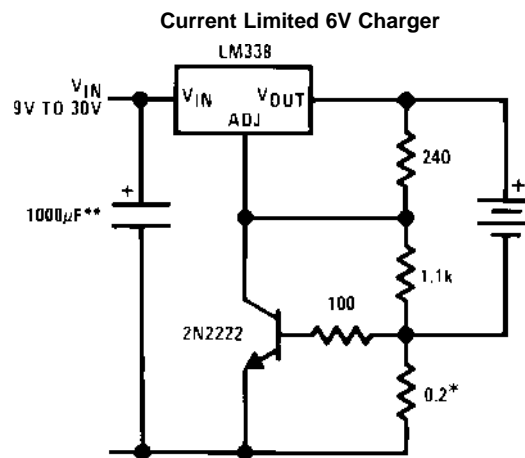 Current Limited 6V Charger
LM338
VIN
9V TO 30V
VIN
VOUT
ADJ
240
+
+
1000μF**
1.1k
100
2N2222
0.2*